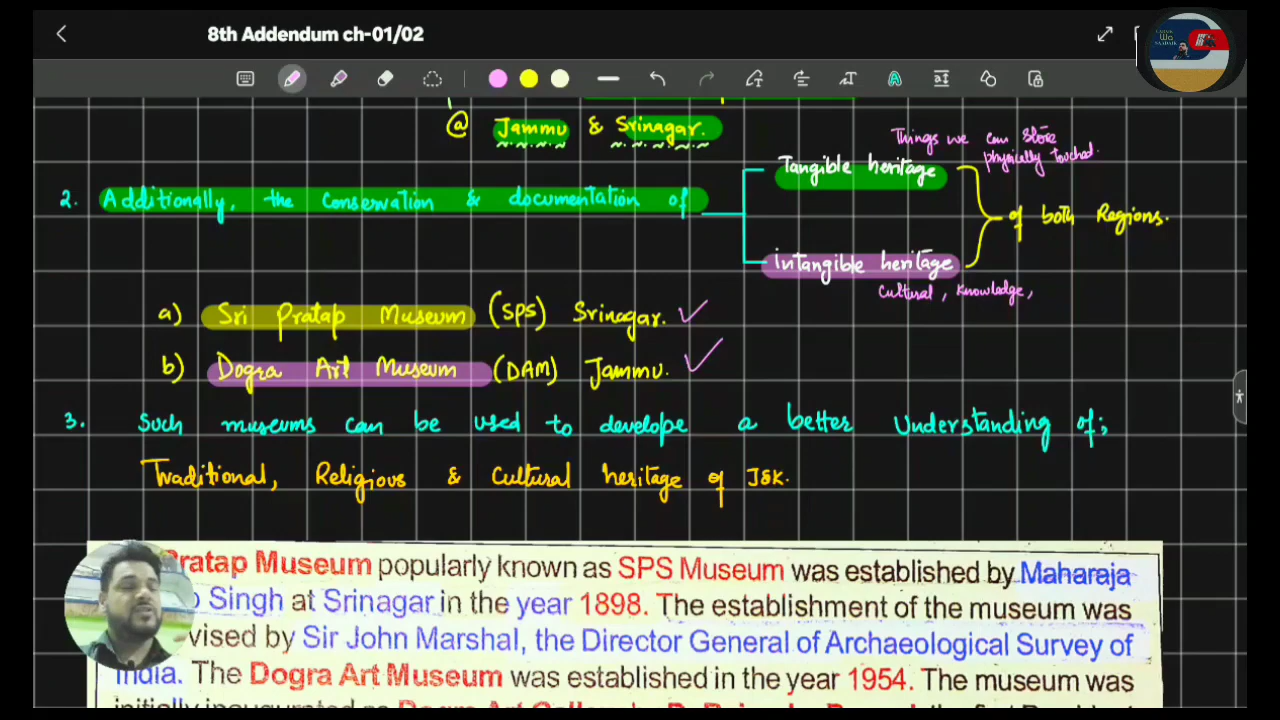 8th Addendum ch-01/02
@ Jammu & Srinagar.
Things we can store
physically touched.
2. Additionally, the conservation & documentation of
Tangible heritage
intangible heritage
of both Regions.
Cultural, knowledge,
a) Sri Pratap Museum (SPS) Srinagar.
b) Dogra Art Museum (DAM) Jammu.
3. Such museums can be used to develope a better Understanding of;
Traditional, Religious & Cultural heritage of J&K.
Pratap Museum popularly known as SPS Museum was established by Maharaja
Singh at Srinagar in the year 1898. The establishment of the museum was
vised by Sir John Marshal, the Director General of Archaeological Survey of
India. The Dogra Art Museum was established in the year 1954. The museum was